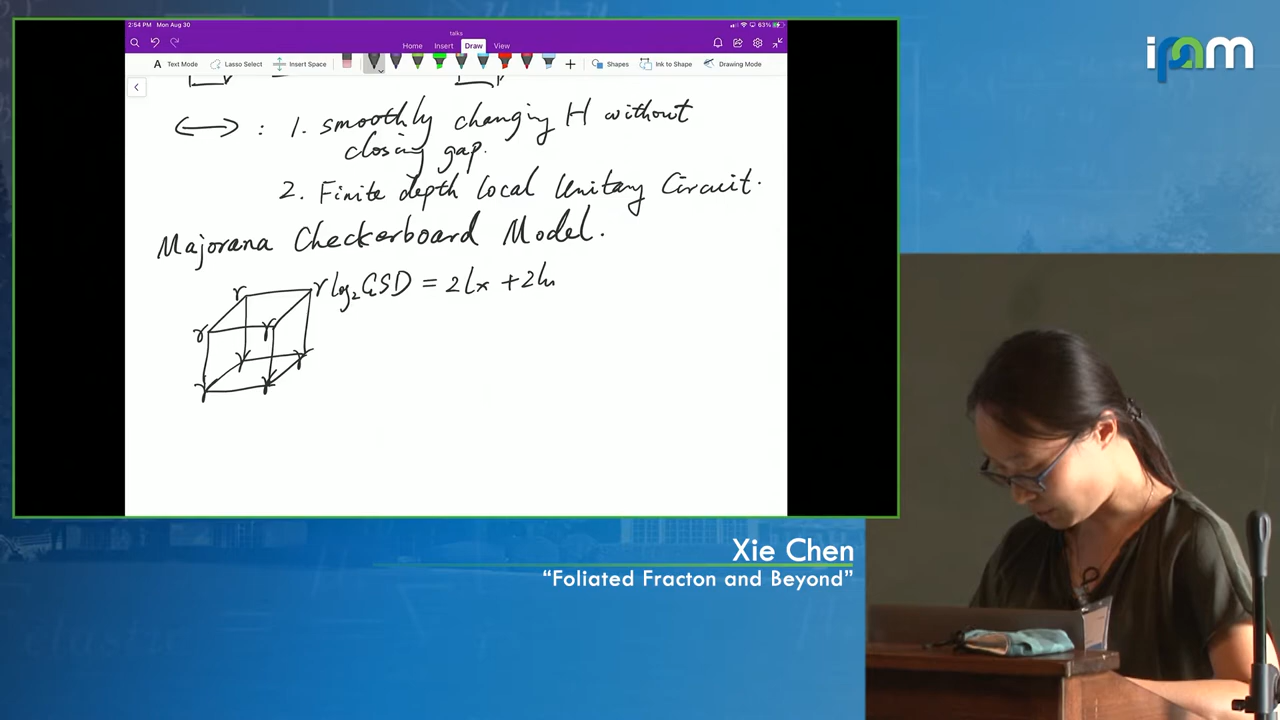 2:54 PM Mon Aug 30
63%
talks
Home Insert Draw View
Text Mode Lasso Select Insert Space Shapes Ink to Shape Drawing Mode
ipam
⟷ : 1. smoothly changing H without
closing gap.
2. Finite depth local Unitary Circuit.
Majorana Checkerboard Model.
γ γ log₂ GSD = 2Lx + 2L
γ γ
γ γ
γ γ
Xie Chen
“Foliated Fracton and Beyond”